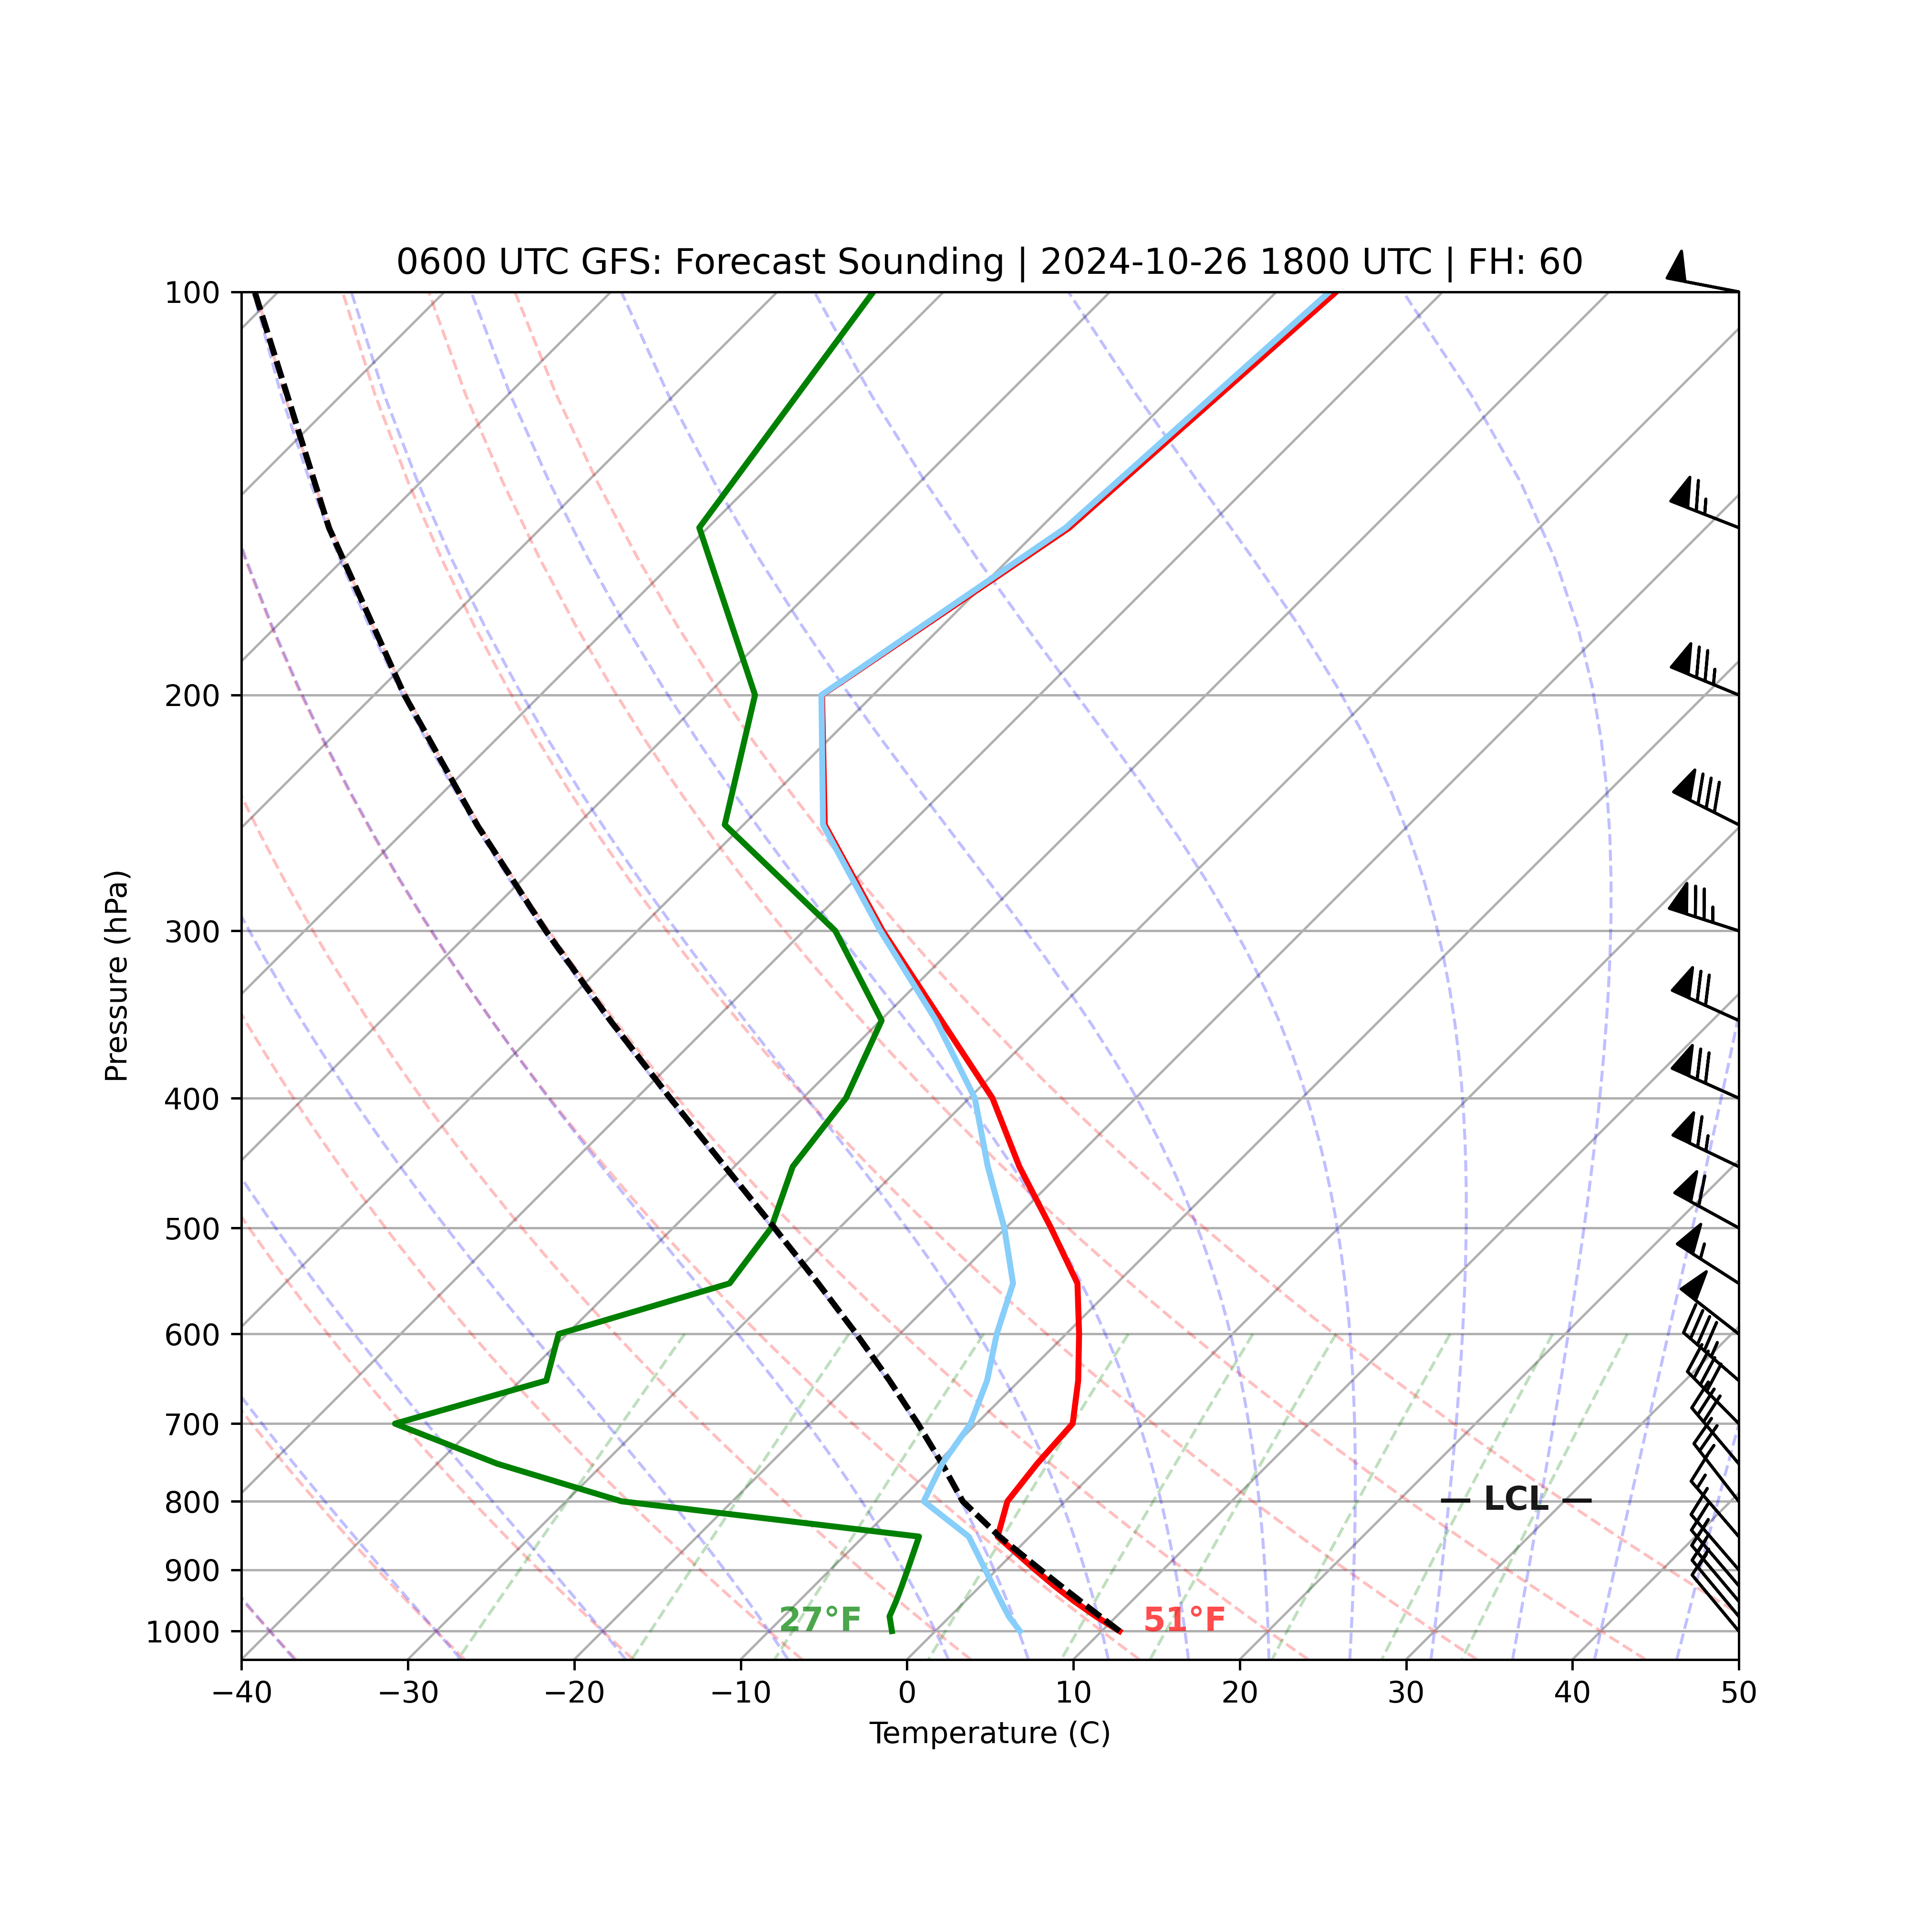 0600 UTC GFS: Forecast Sounding | 2024-10-26 1800 UTC | FH: 60
100
200
300
400
500
600
700
800
900
1000
Pressure (hPa)
LCL
27°F
51°F
−40 −30 −20 −10 0 10 20 30 40 50
Temperature (C)